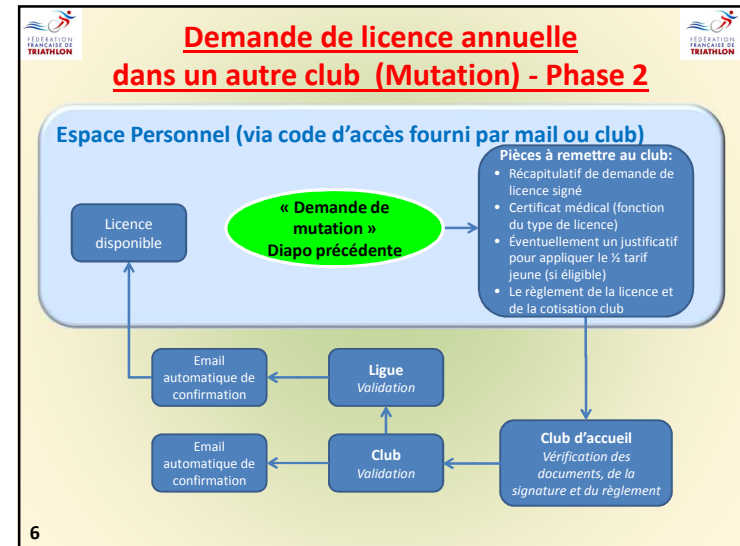 FÉDÉRATION
FRANÇAISE DE
TRIATHLON
FÉDÉRATION
FRANÇAISE DE
TRIATHLON
Demande de licence annuelle
dans un autre club (Mutation) - Phase 2
Espace Personnel (via code d'accès fourni par mail ou club)
Licence
disponible
« Demande de
mutation »
Diapo précédente
Pièces à remettre au club:
• Récapitulatif de demande de
licence signé
• Certificat médical (fonction
du type de licence)
• Éventuellement un justificatif
pour appliquer le ½ tarif
jeune (si éligible)
• Le règlement de la licence et
de la cotisation club
Email
automatique de
confirmation
Ligue
Validation
Email
automatique de
confirmation
Club
Validation
Club d'accueil
Vérification des
documents, de la
signature et du règlement
6